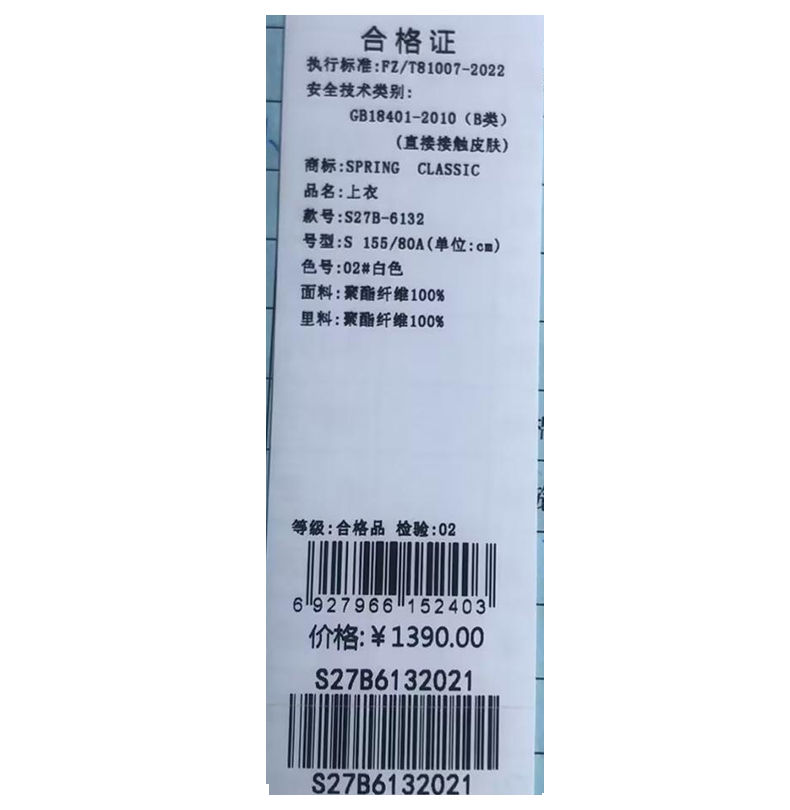 合格证
执行标准:FZ/T81007-2022
安全技术类别:
GB18401-2010（B类）
(直接接触皮肤)
商标:SPRING CLASSIC
品名:上衣
款号:S27B-6132
号型:S 155/80A(单位:cm)
色号:02#白色
面料:聚酯纤维100%
里料:聚酯纤维100%
等级:合格品 检验:02
6 927966 152403
价格:￥1390.00
S27B6132021
S27B6132021